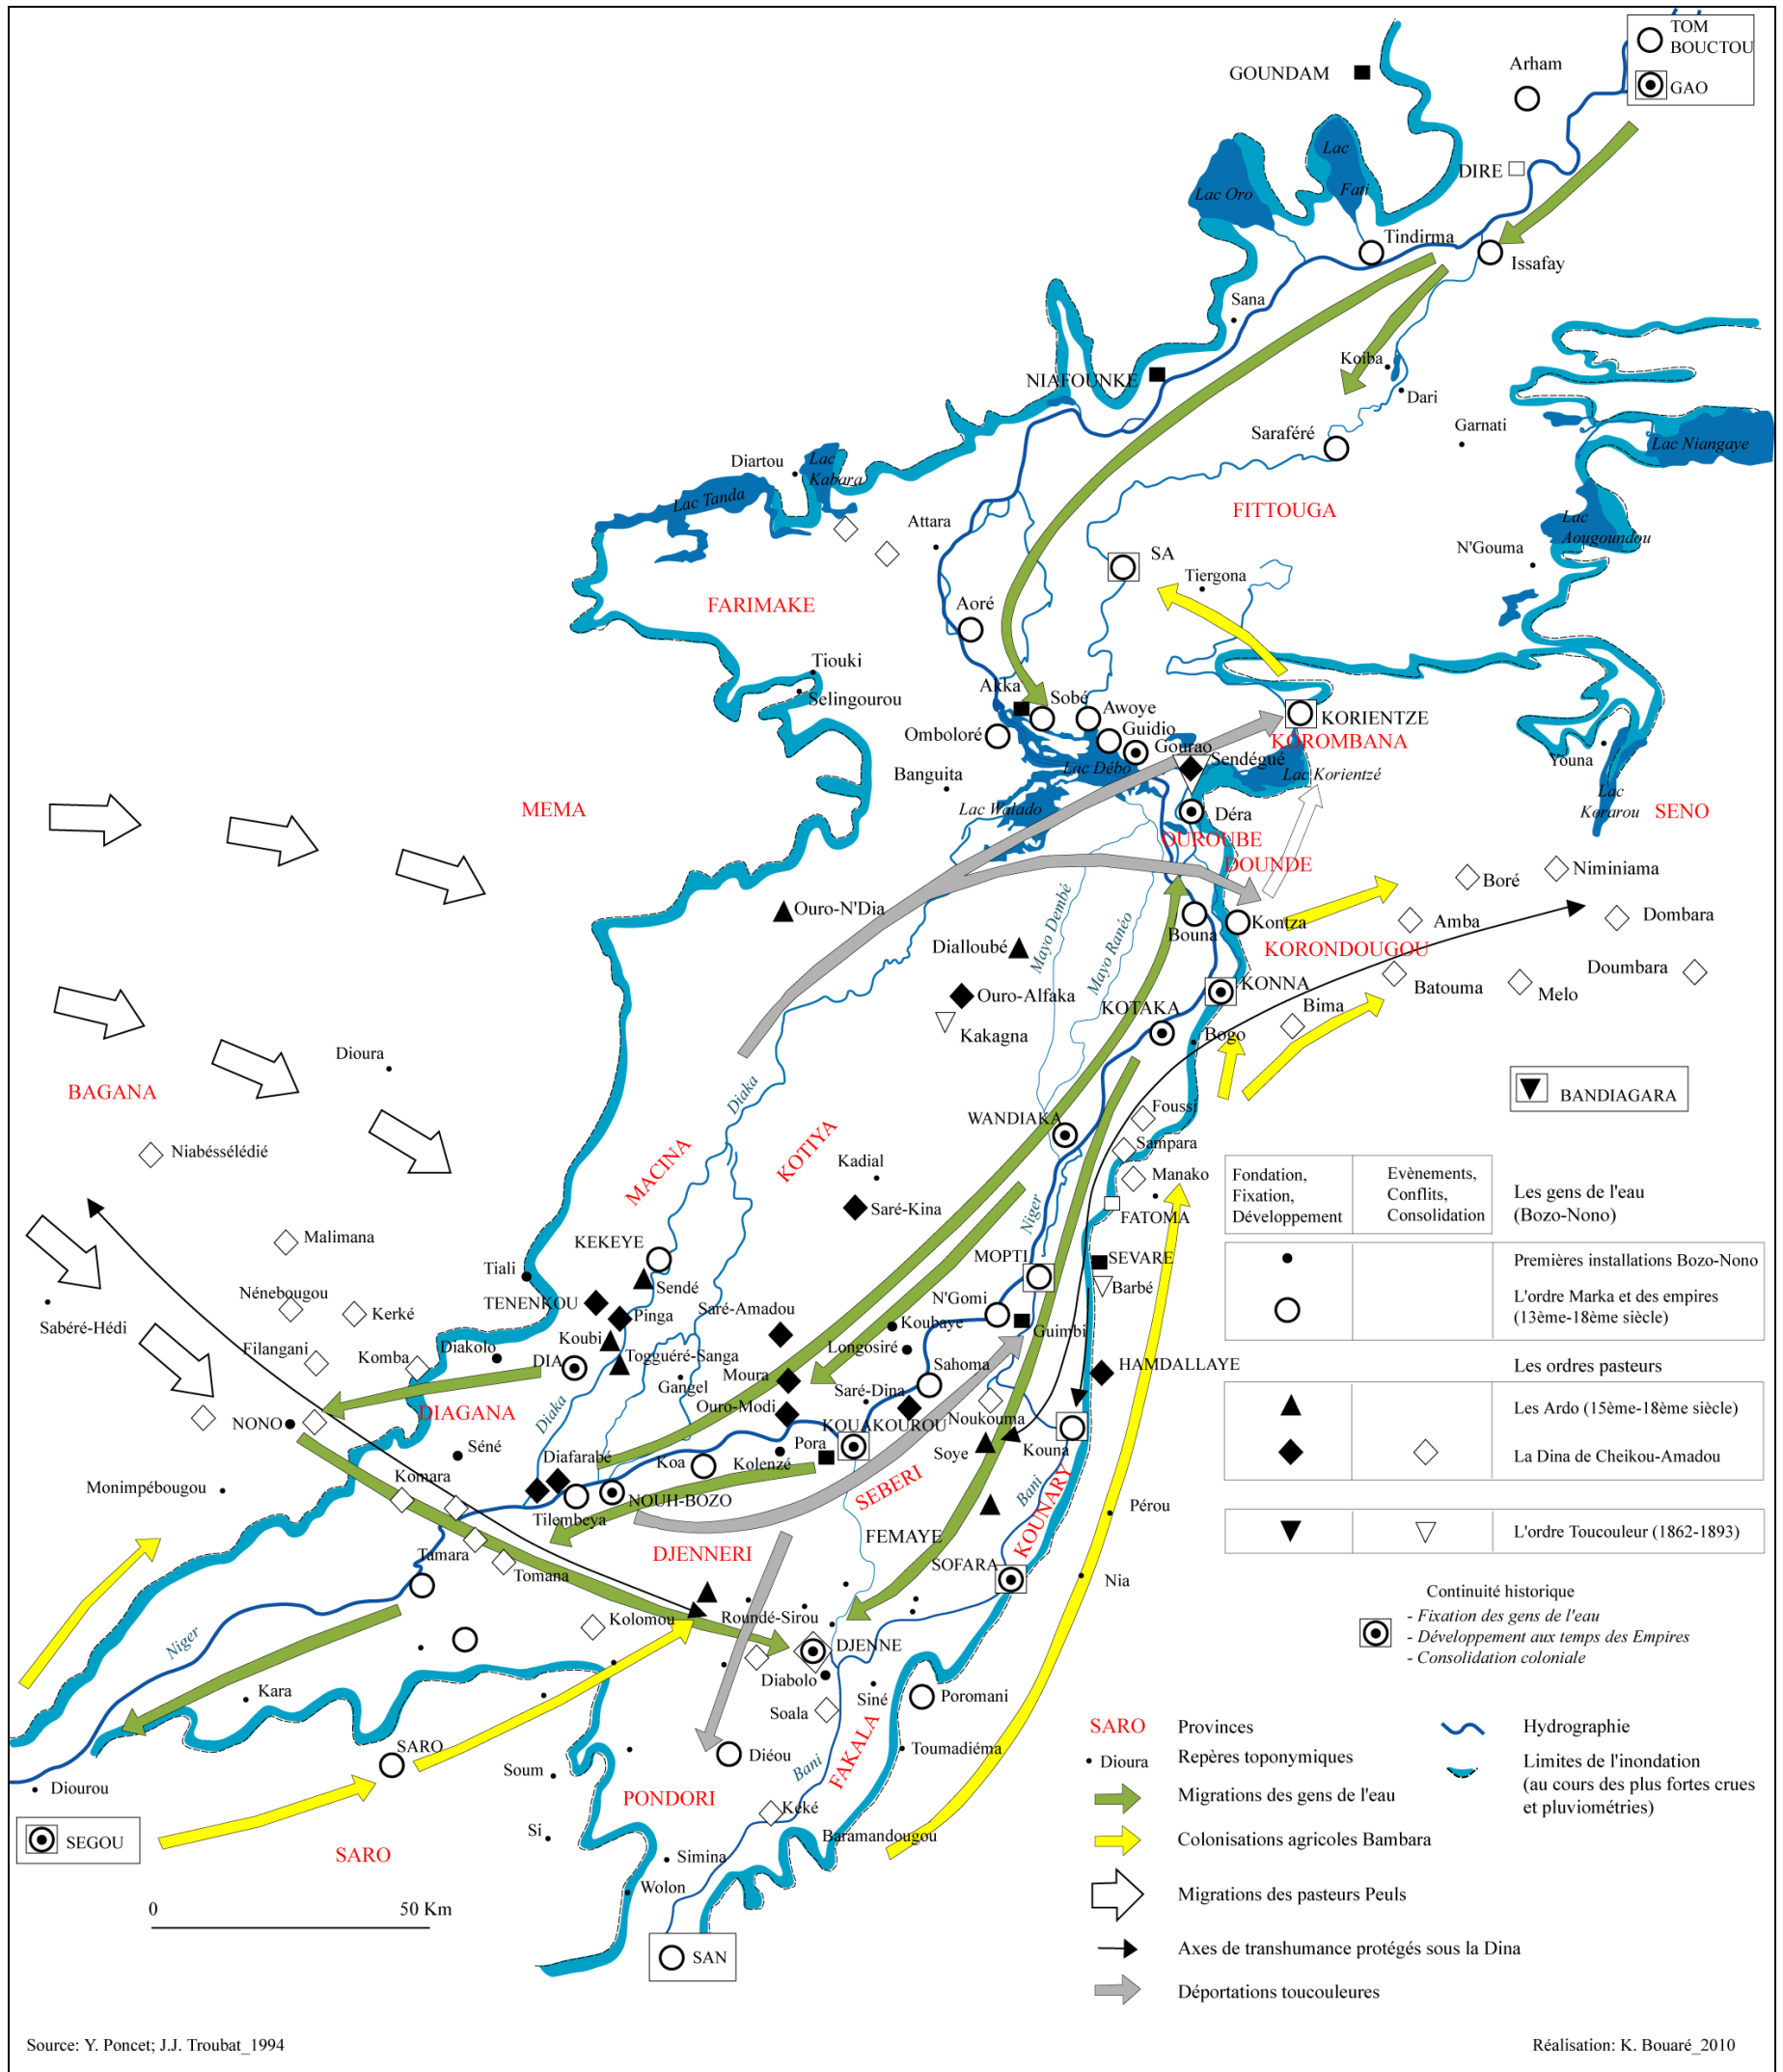 TOM
BOUCTOU
GAO
GOUNDAM
Arham
Lac
Fati
Lac Oro
DIRE
Tindirma
Issafay
Sana
Koïba
NIAFOUNKE
Dari
Saraféré
Garnati
Lac Niangaye
Diartou
Lac
Kabara
Lac Tanda
FITTOUGA
Lac
Aougoundou
Attara
N'Gouma
SA
Tiergona
FARIMAKE
Aoré
Tiouki
Selingourou
Akka
Sobé
Awoye
Guidio
Gourao
KORIENTZE
KOROMBANA
Omboloré
Sendégué
Lac Débo
Lac Korientzé
Youna
Banguita
Lac Walado
Lac
Korarou
SENO
MEMA
Déra
OUROUBE
DOUNDE
Boré
Niminiama
Ouro-N'Dia
Amba
Dombara
Bouna
Kontza
Dialloubé
KORONDOUGOU
Mayo Dembé
Mayo Ranéo
Doumbara
Batouma
Melo
Ouro-Alfaka
KONNA
Kakagna
KOTAKA
Bima
Bogo
Dioura
BAGANA
Diaka
BANDIAGARA
Foussi
WANDIAKA
Sampara
Niabéssélédié
MACINA
KOTIYA
Kadial
Manako
Saré-Kina
FATOMA
Niger
Malimana
KEKEYE
MOPTI
SEVARE
Tiali
Sendé
Barbé
Nénebougou
TENENKOU
Kerké
Pinga
Saré-Amadou
N'Gomi
Sabéré-Hédi
Koubaye
Guimbi
Filangani
Komba
Diakolo
Koubi
Longosiré
DIA
Togguéré-Sanga
Moura
Sahoma
HAMDALLAYE
Gangel
Saré-Dina
DIAGANA
Diaka
Ouro-Modi
KOUAKOUROU
Noukouma
NONO
Séné
Pora
Soye
Kouna
Diafarabé
Koa
Kolenzé
Monimpébougou
Komara
NOUH-BOZO
SEBERI
Bani
KOUNARY
Pérou
Tilembeya
FEMAYE
Tamara
DJENNERI
SOFARA
Tomana
Nia
Kolomou
Roundé-Sirou
DJENNE
Niger
Diabolo
Kara
Siné
Poromani
Soala
SARO
Toumadiéma
Diéou
Soum
Bani
FAKALA
Diourou
PONDORI
Kéké
SEGOU
Si
Baramandougou
SARO
Simina
Wolon
0 50 Km
SAN
Fondation,
Fixation,
Développement
Evènements,
Conflits,
Consolidation
Les gens de l'eau
(Bozo-Nono)
Premières installations Bozo-Nono
L'ordre Marka et des empires
(13ème-18ème siècle)
Les ordres pasteurs
Les Ardo (15ème-18ème siècle)
La Dina de Cheikou-Amadou
L'ordre Toucouleur (1862-1893)
Continuité historique
- Fixation des gens de l'eau
- Développement aux temps des Empires
- Consolidation coloniale
SARO Provinces
Dioura Repères toponymiques
Migrations des gens de l'eau
Colonisations agricoles Bambara
Migrations des pasteurs Peuls
Axes de transhumance protégés sous la Dina
Déportations toucouleures
Hydrographie
Limites de l'inondation
(au cours des plus fortes crues
et pluviométries)
Source: Y. Poncet; J.J. Troubat_1994
Réalisation: K. Bouaré_2010